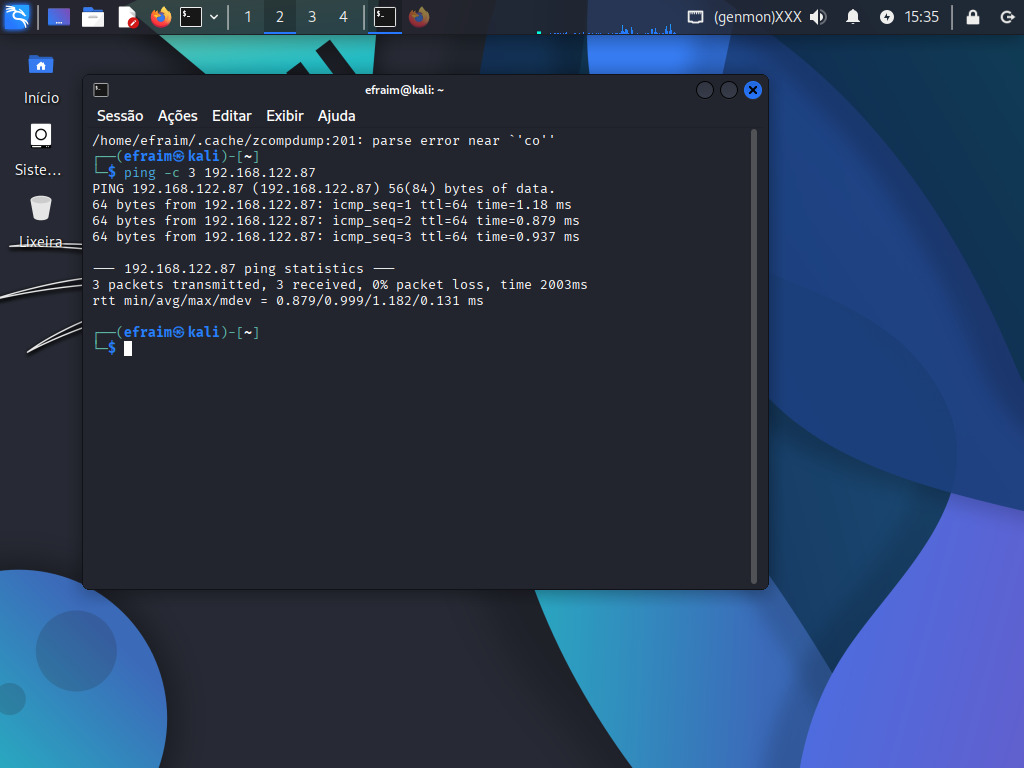 1 2 3 4 (genmon)XXX 15:35
Início
Siste...
Lixeira
efraim@kali: ~
Sessão Ações Editar Exibir Ajuda
/home/efraim/.cache/zcompdump:201: parse error near `'co''
┌──(efraim㉿kali)-[~]
└─$ ping -c 3 192.168.122.87
PING 192.168.122.87 (192.168.122.87) 56(84) bytes of data.
64 bytes from 192.168.122.87: icmp_seq=1 ttl=64 time=1.18 ms
64 bytes from 192.168.122.87: icmp_seq=2 ttl=64 time=0.879 ms
64 bytes from 192.168.122.87: icmp_seq=3 ttl=64 time=0.937 ms
--- 192.168.122.87 ping statistics ---
3 packets transmitted, 3 received, 0% packet loss, time 2003ms
rtt min/avg/max/mdev = 0.879/0.999/1.182/0.131 ms
┌──(efraim㉿kali)-[~]
└─$